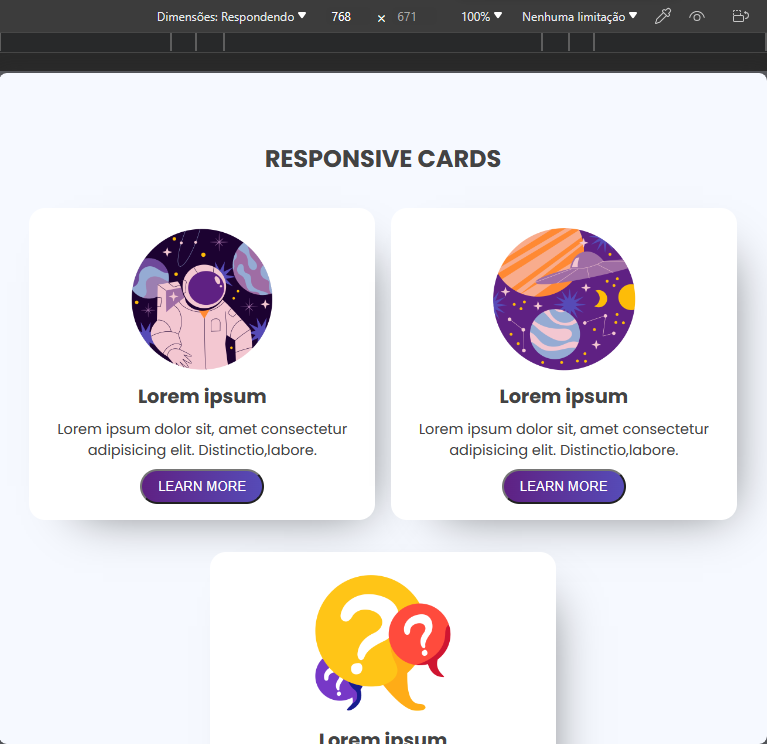 Dimensões: Respondendo 768 × 671 100% Nenhuma limitação
RESPONSIVE CARDS
Lorem ipsum
Lorem ipsum dolor sit, amet consectetur
adipisicing elit. Distinctio,labore.
LEARN MORE
Lorem ipsum
Lorem ipsum dolor sit, amet consectetur
adipisicing elit. Distinctio,labore.
LEARN MORE
? ? ?
Lorem ipsum